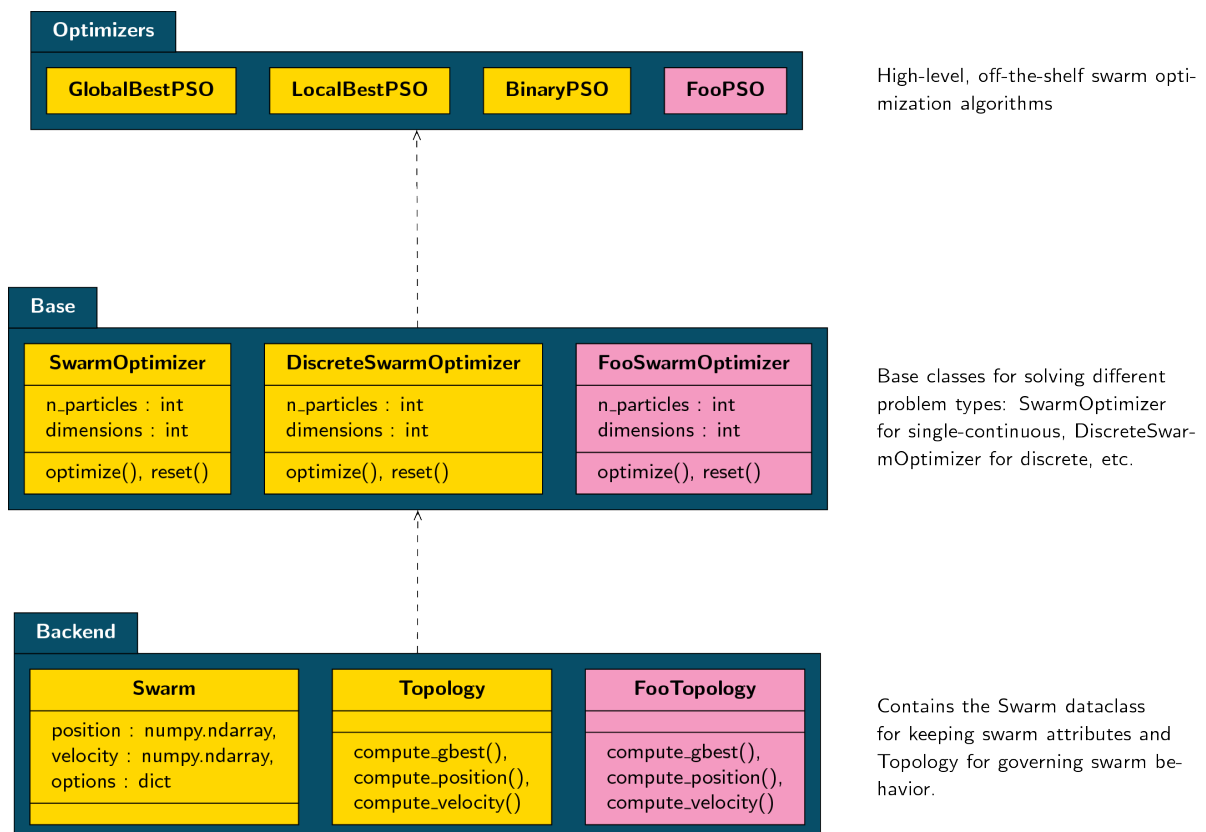 Optimizers
GlobalBestPSO
LocalBestPSO
BinaryPSO
FooPSO
High-level, off-the-shelf swarm opti-
mization algorithms
Base
SwarmOptimizer
n_particles : int
dimensions : int
optimize(), reset()
DiscreteSwarmOptimizer
n_particles : int
dimensions : int
optimize(), reset()
FooSwarmOptimizer
n_particles : int
dimensions : int
optimize(), reset()
Base classes for solving different
problem types: SwarmOptimizer
for single-continuous, DiscreteSwar-
mOptimizer for discrete, etc.
Backend
Swarm
position : numpy.ndarray,
velocity : numpy.ndarray,
options : dict
Topology
compute_gbest(),
compute_position(),
compute_velocity()
FooTopology
compute_gbest(),
compute_position(),
compute_velocity()
Contains the Swarm dataclass
for keeping swarm attributes and
Topology for governing swarm be-
havior.